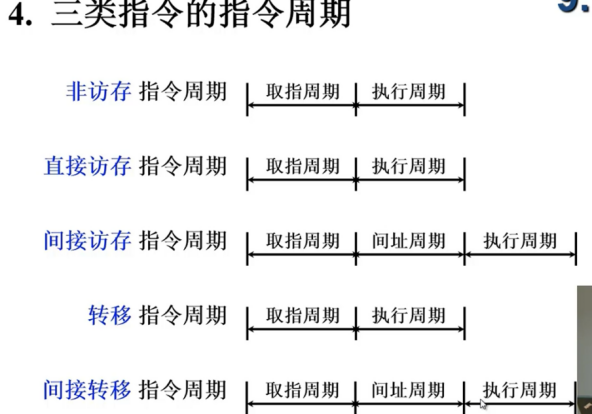 4. 三类指令的指令周期
9.
非访存 指令周期 取指周期 执行周期
直接访存 指令周期 取指周期 执行周期
间接访存 指令周期 取指周期 间址周期 执行周期
转移 指令周期 取指周期 执行周期
间接转移 指令周期 取指周期 间址周期 执行周期